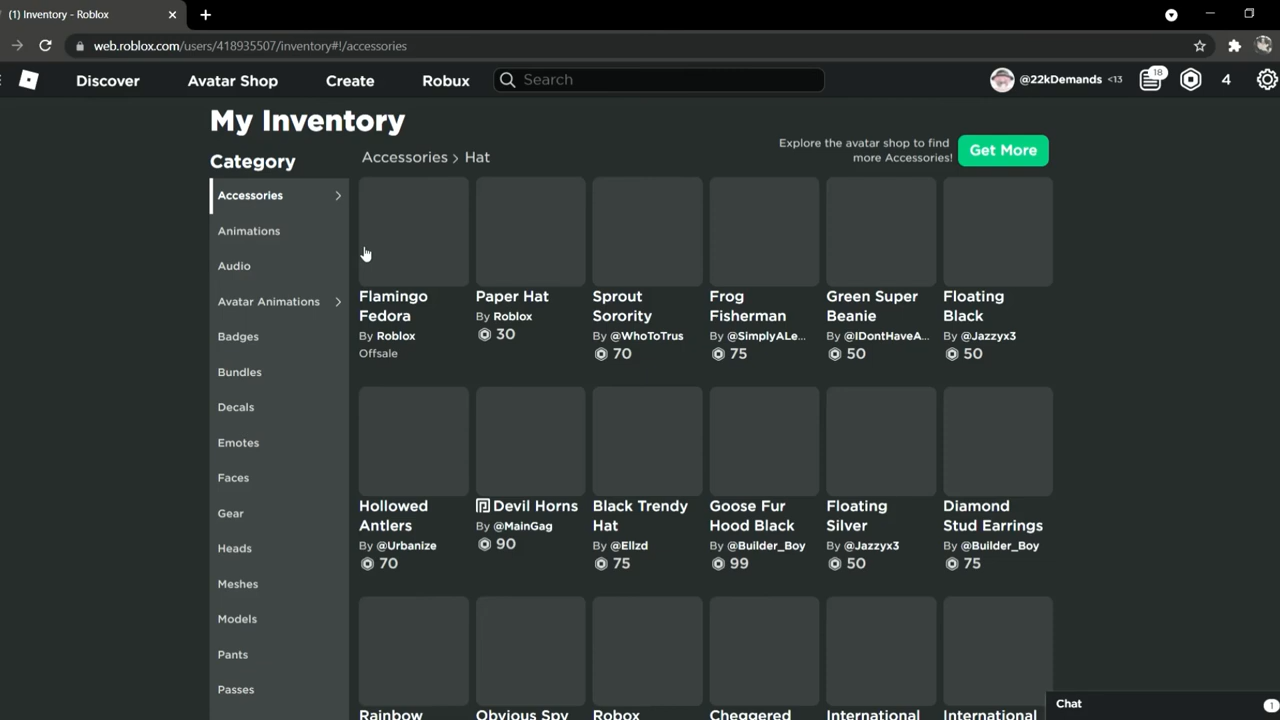 (1) Inventory - Roblox
web.roblox.com/users/418935507/inventory#!/accessories
Discover
Avatar Shop
Create
Robux
Search
@22kDemands <13
18
4
My Inventory
Category
Accessories
Animations
Audio
Avatar Animations
Badges
Bundles
Decals
Emotes
Faces
Gear
Heads
Meshes
Models
Pants
Passes
Accessories > Hat
Explore the avatar shop to find
more Accessories!
Get More
Flamingo
Fedora
By Roblox
Offsale
Paper Hat
By Roblox
30
Sprout
Sorority
By @WhoToTrus
70
Frog
Fisherman
By @SimplyALe...
75
Green Super
Beanie
By @IDontHaveA...
50
Floating
Black
By @Jazzyx3
50
Hollowed
Antlers
By @Urbanize
70
Devil Horns
By @MainGag
90
Black Trendy
Hat
By @Ellzd
75
Goose Fur
Hood Black
By @Builder_Boy
99
Floating
Silver
By @Jazzyx3
50
Diamond
Stud Earrings
By @Builder_Boy
75
Rainbow
Obvious Spy
Robox
Cheggered
International
International
Chat
1